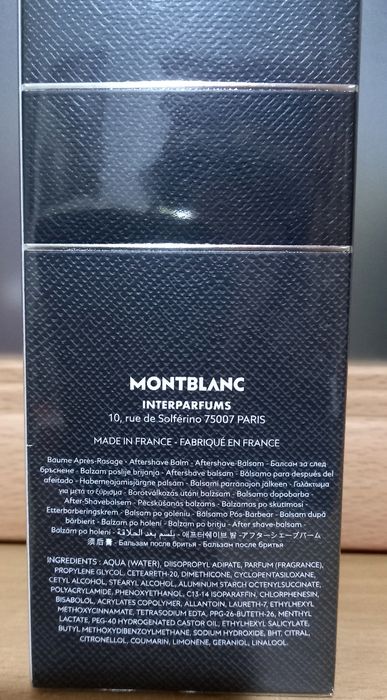 MONTBLANC
INTERPARFUMS
10, rue de Solférino 75007 PARIS
MADE IN FRANCE - FABRIQUÉ EN FRANCE
Baume Après-Rasage - Aftershave Balm - Aftershave Balsam - Балсам за след
бръснене - Balzam poslije brijanja - Aftershave balsam - Bálsamo para después del
afeitado - Habemeajamisjärgne palsam - Balsami parranajon jälkeen - Γαλάκτωμα
για μετά το ξύρισμα - Borotválkozás utáni balzsam - Balsamo dopobarba
After-Shavebalsem - Pēcskūšanās balzams - Balzamas po skutimosi
Etterbarberingskrem - Balsam po goleniu - Bálsamo Pós-Barbear - Balsam după
bărbierit - Balzam po holení - Balzam po britju - After shave-balsam
Balzám po holení - بلسم بعد الحلاقة - 애프터쉐이브 밤 - アフターシェーブバーム
須后膏 - Бальзам после бритья - Бальзам після гоління
INGREDIENTS : AQUA (WATER), DIISOPROPYL ADIPATE, PARFUM (FRAGRANCE),
PROPYLENE GLYCOL, CETEARETH-20, DIMETHICONE, CYCLOPENTASILOXANE,
CETYL ALCOHOL, STEARYL ALCOHOL, ALUMINUM STARCH OCTENYLSUCCINATE,
POLYACRYLAMIDE, PHENOXYETHANOL, C13-14 ISOPARAFFIN, CHLORPHENESIN,
BISABOLOL, ACRYLATES COPOLYMER, ALLANTOIN, LAURETH-7, ETHYLHEXYL
METHOXYCINNAMATE, TETRASODIUM EDTA, PPG-26-BUTETH-26, MENTHYL
LACTATE, PEG-40 HYDROGENATED CASTOR OIL, ETHYLHEXYL SALICYLATE,
BUTYL METHOXYDIBENZOYLMETHANE, SODIUM HYDROXIDE, BHT, CITRAL,
CITRONELLOL, COUMARIN, LIMONENE, GERANIOL, LINALOOL.